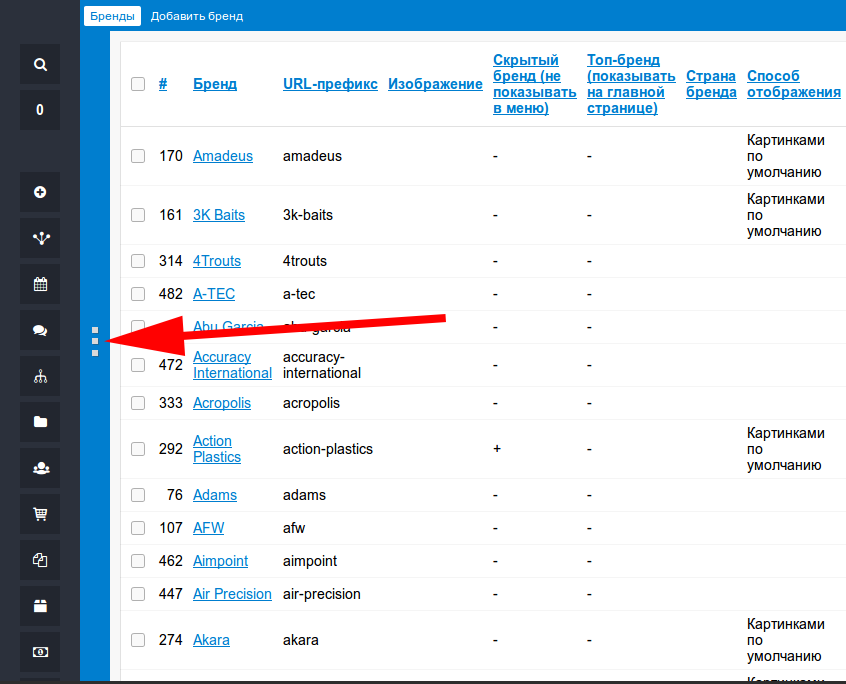 Бренды Добавить бренд
0
# Бренд URL-префикс Изображение Скрытый бренд (не показывать в меню) Топ-бренд (показывать на главной странице) Страна бренда Способ отображения
170 Amadeus amadeus - - Картинками по умолчанию
161 3K Baits 3k-baits - - Картинками по умолчанию
314 4Trouts 4trouts - -
482 A-TEC a-tec - -
Abu Garcia abu-garcia - -
472 Accuracy International accuracy-international - -
333 Acropolis acropolis - -
292 Action Plastics action-plastics + - Картинками по умолчанию
76 Adams adams - -
107 AFW afw - -
462 Aimpoint aimpoint - -
447 Air Precision air-precision - -
274 Akara akara - - Картинками по умолчанию